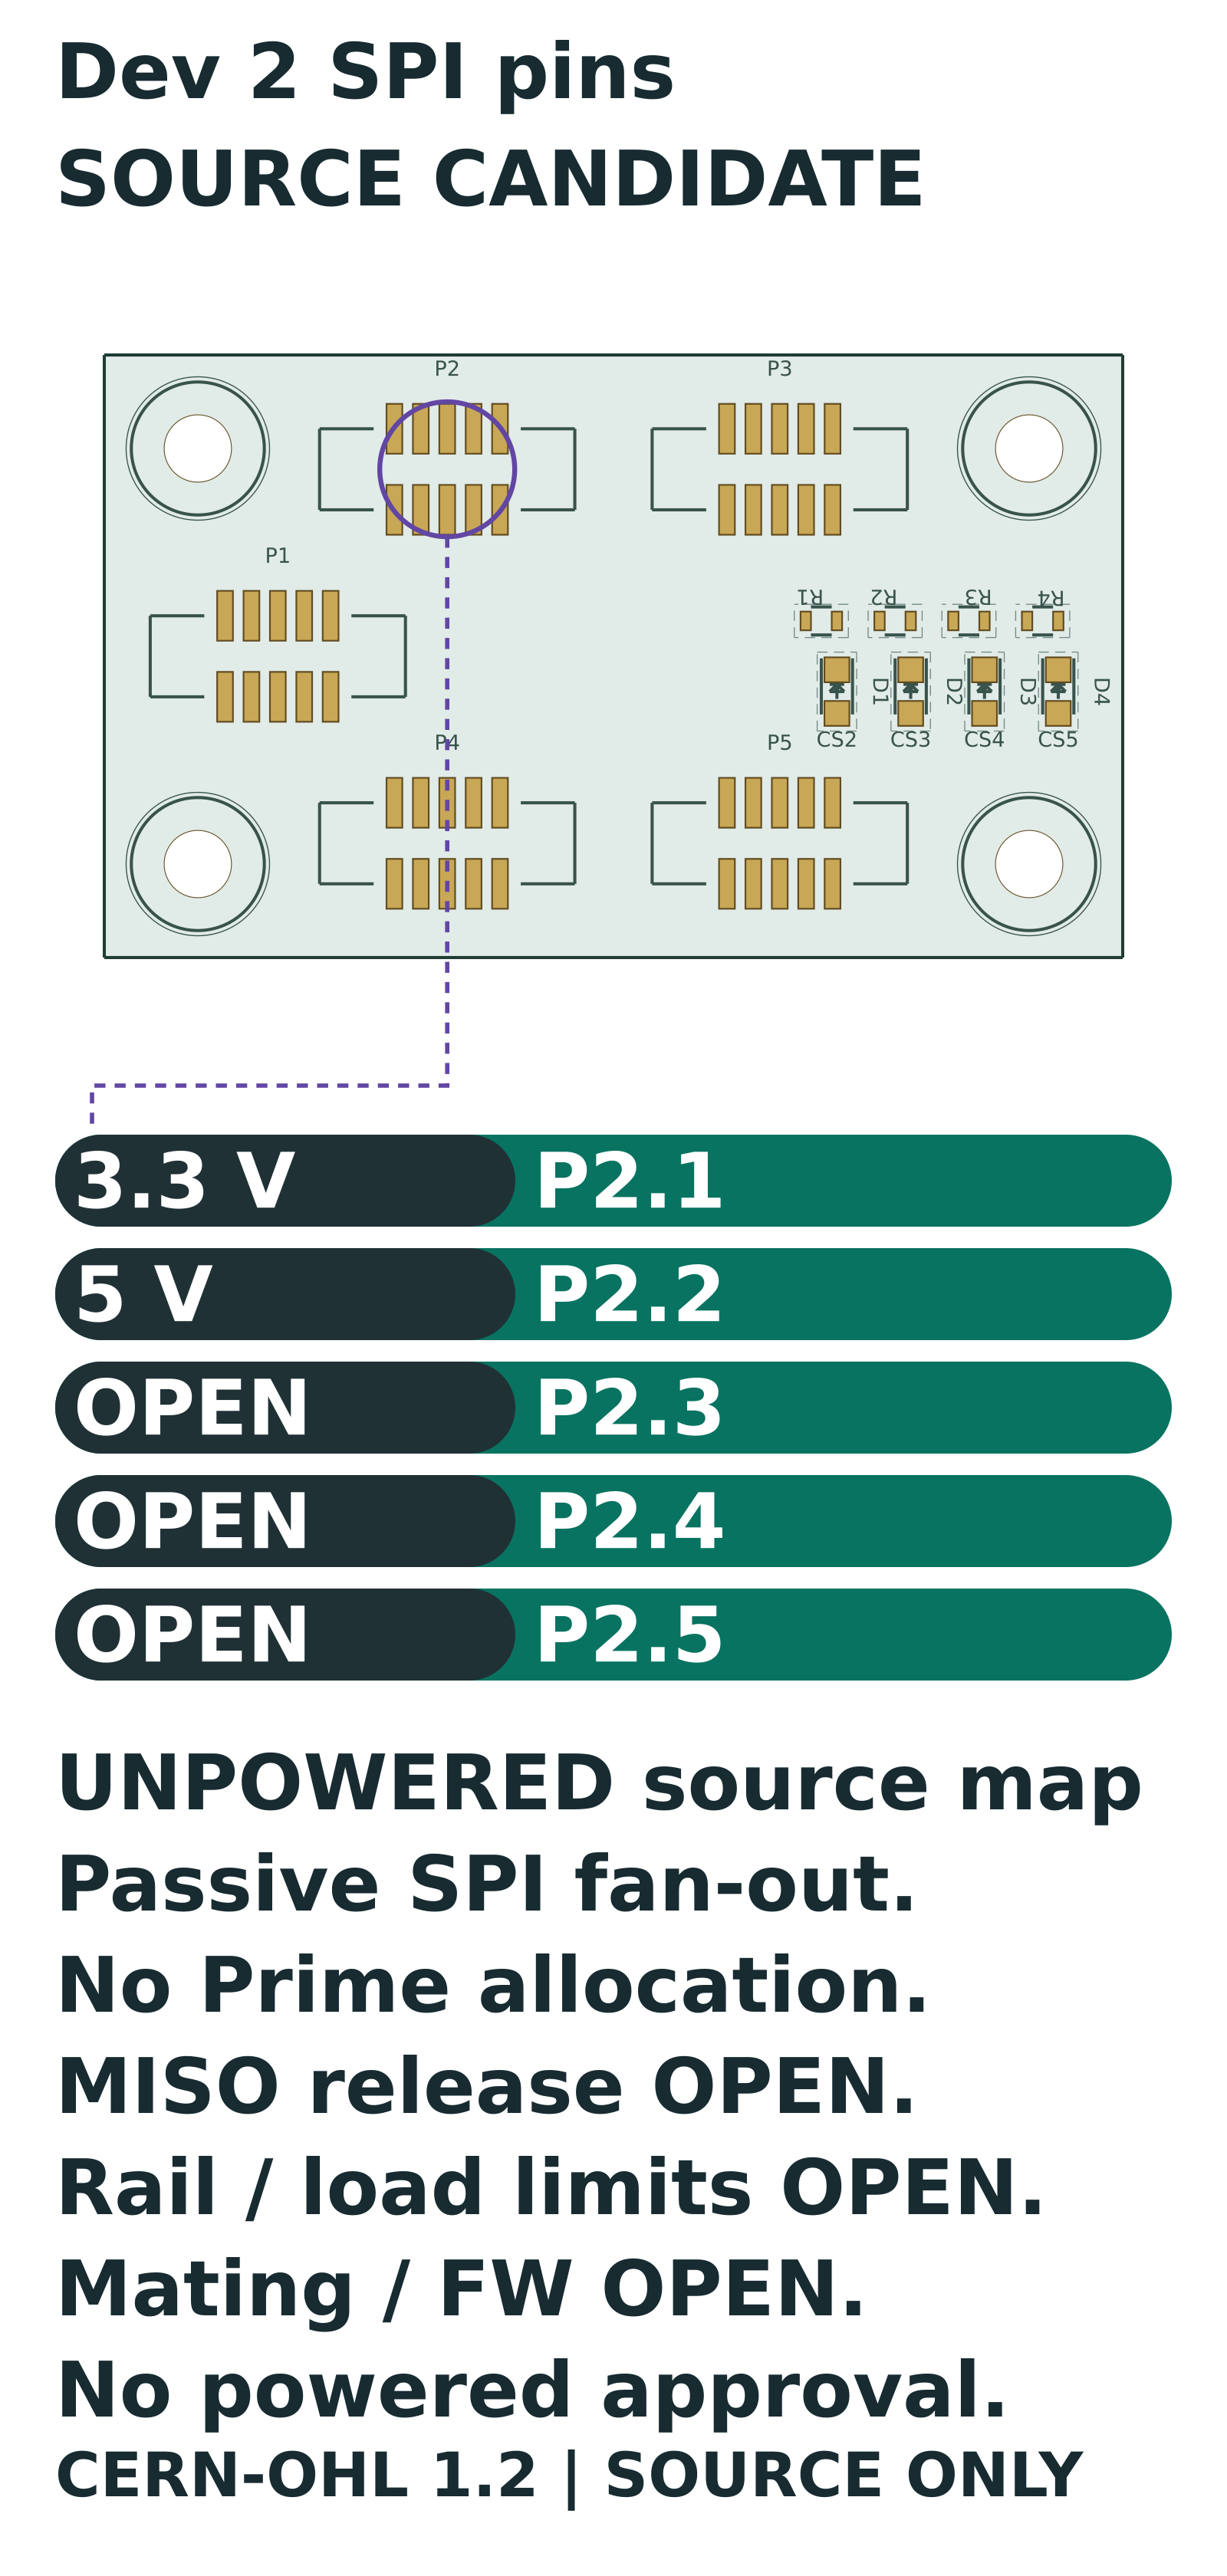 Dev 2 SPI pins
SOURCE CANDIDATE
P2 P3
P1
R1 R2 R3 R4
D1 D2 D3 D4
P4 P5 CS2 CS3 CS4 CS5
3.3 V P2.1
5 V P2.2
OPEN P2.3
OPEN P2.4
OPEN P2.5
UNPOWERED source map
Passive SPI fan-out.
No Prime allocation.
MISO release OPEN.
Rail / load limits OPEN.
Mating / FW OPEN.
No powered approval.
CERN-OHL 1.2 | SOURCE ONLY